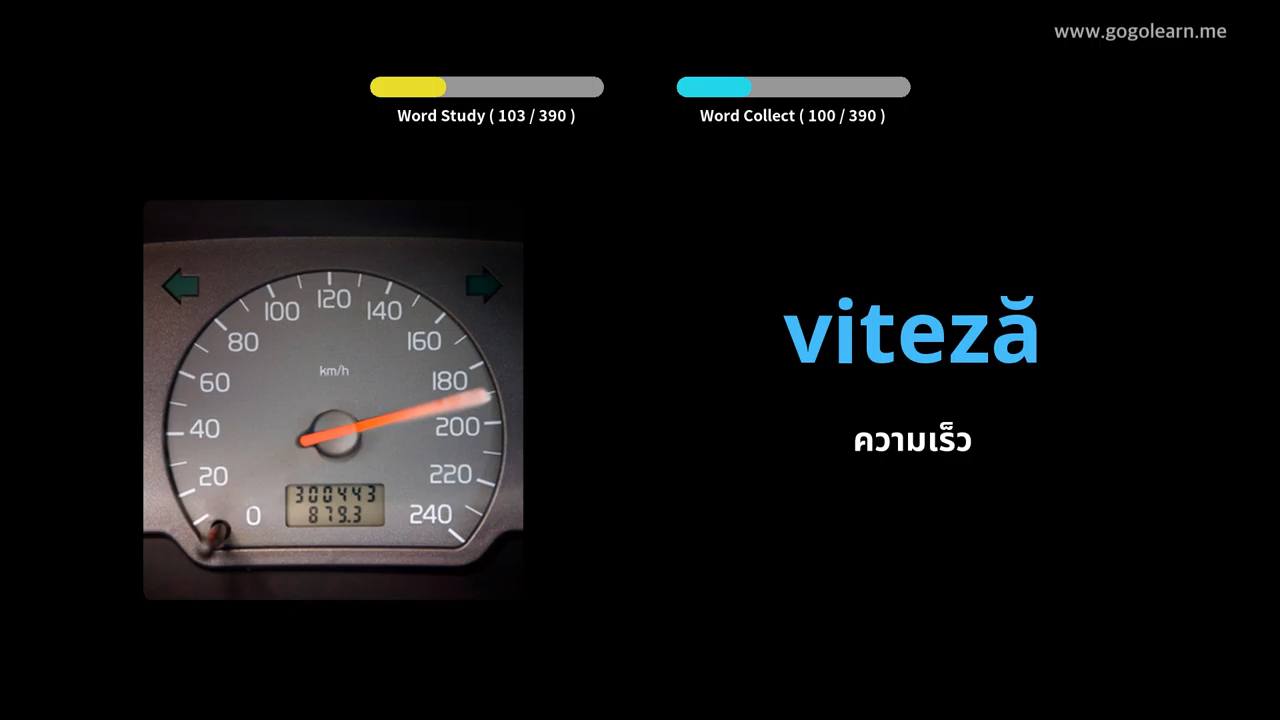 www.gogolearn.me
Word Study ( 103 / 390 )
Word Collect ( 100 / 390 )
viteză
ความเร็ว
120
100
140
80
160
km/h
60
180
40
200
20
220
0
240
300443
879.3